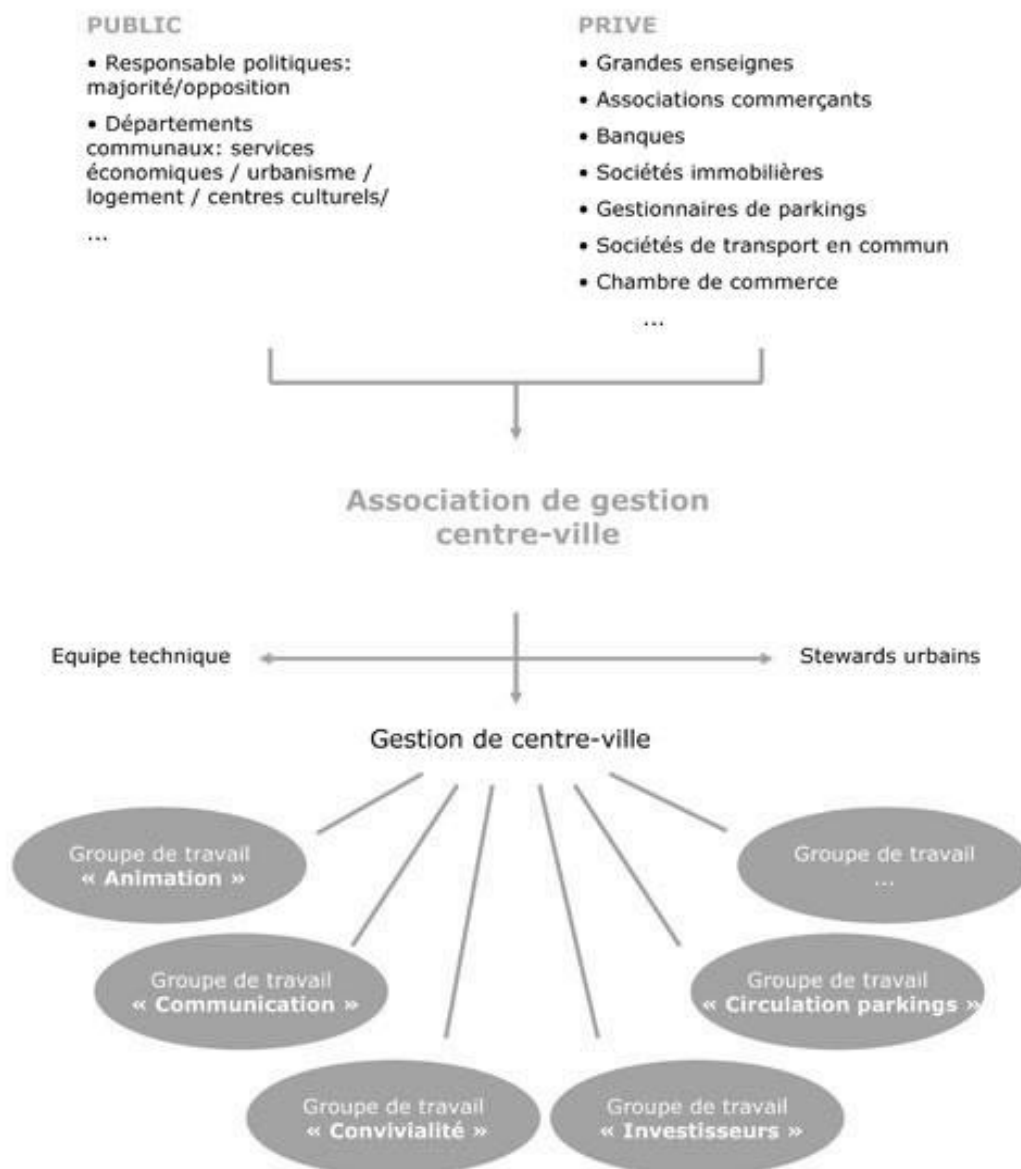 PUBLIC
• Responsable politiques:
majorité/opposition
• Départements
communaux: services
économiques / urbanisme /
logement / centres culturels/
...
PRIVE
• Grandes enseignes
• Associations commerçants
• Banques
• Sociétés immobilières
• Gestionnaires de parkings
• Sociétés de transport en commun
• Chambre de commerce
...
Association de gestion
centre-ville
Equipe technique
Stewards urbains
Gestion de centre-ville
Groupe de travail
« Animation »
Groupe de travail
...
Groupe de travail
« Communication »
Groupe de travail
« Circulation parkings »
Groupe de travail
« Convivialité »
Groupe de travail
« Investisseurs »